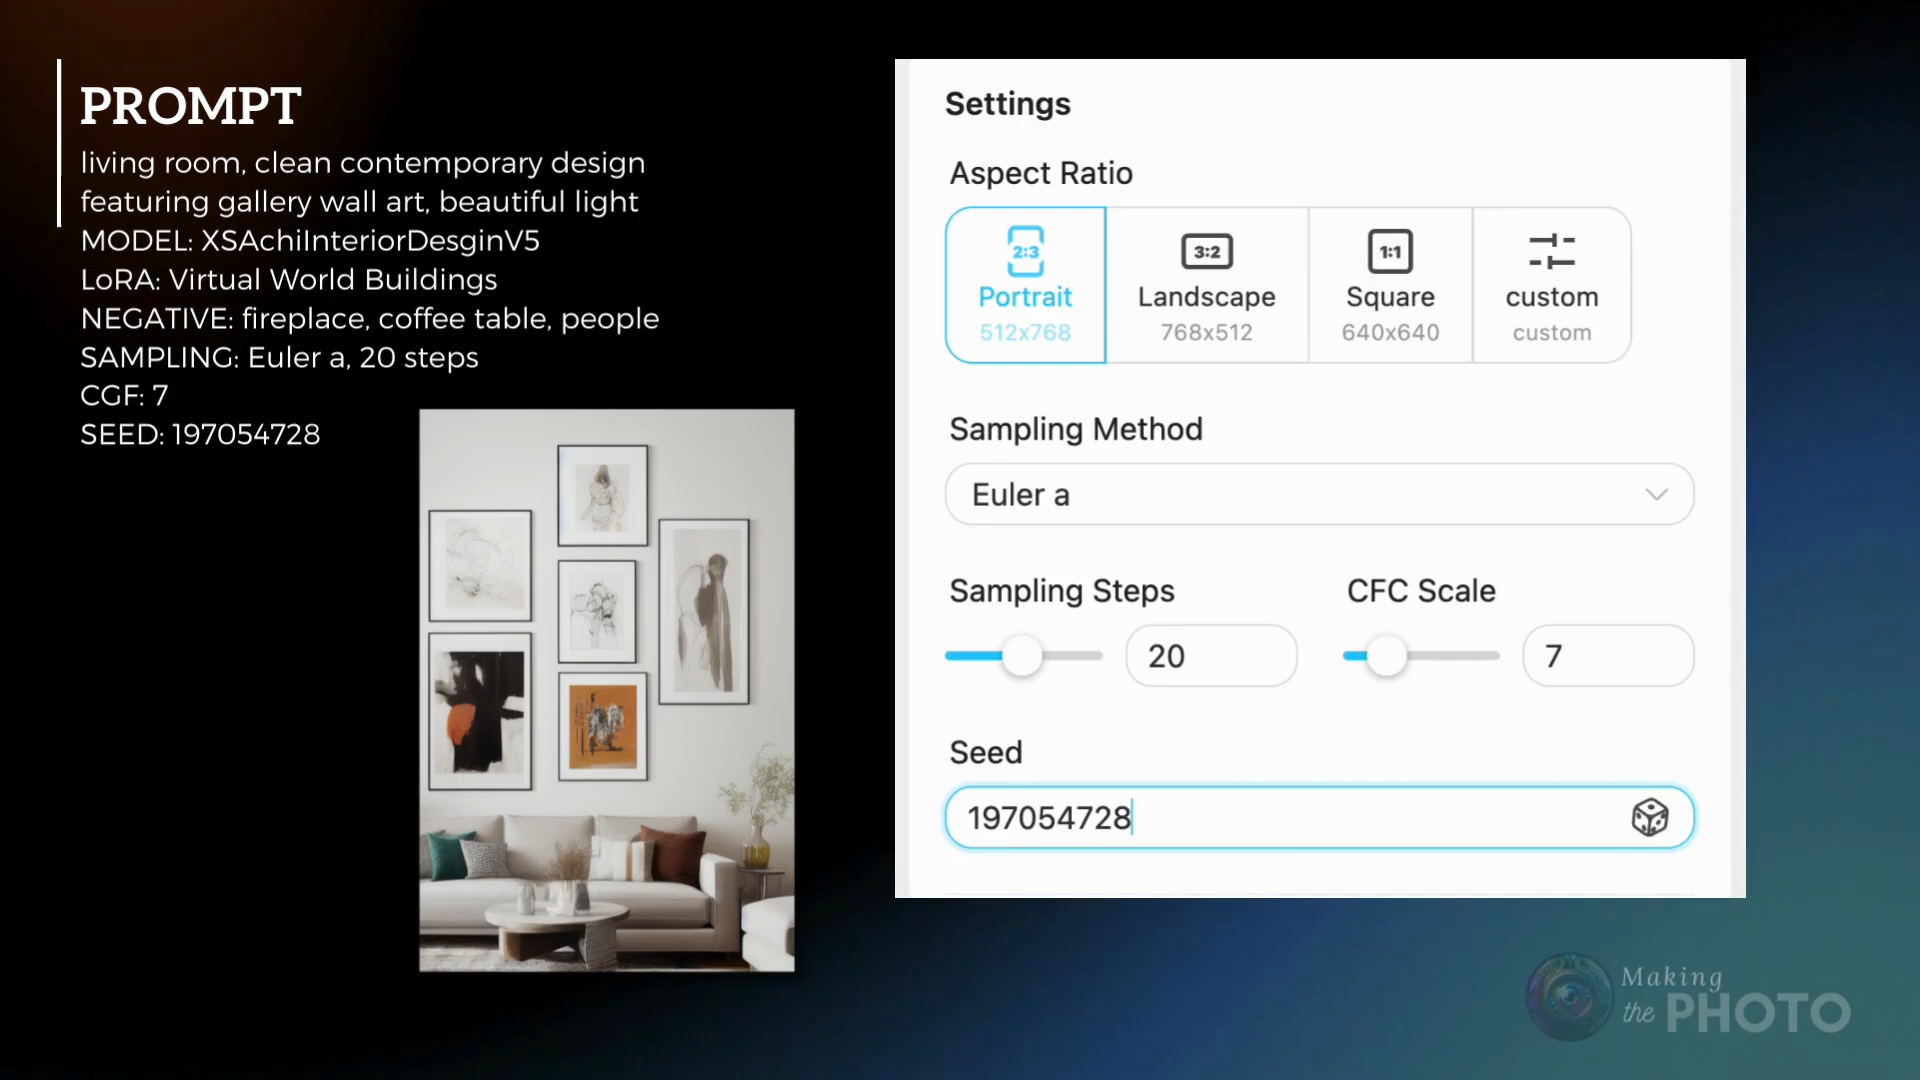 PROMPT
living room, clean contemporary design
featuring gallery wall art, beautiful light
MODEL: XSAchiInteriorDesginV5
LoRA: Virtual World Buildings
NEGATIVE: fireplace, coffee table, people
SAMPLING: Euler a, 20 steps
CGF: 7
SEED: 197054728
Settings
Aspect Ratio
2:3 3:2 1:1
Portrait Landscape Square custom
512x768 768x512 640x640 custom
Sampling Method
Euler a
Sampling Steps CFC Scale
20 7
Seed
197054728
Making
the PHOTO